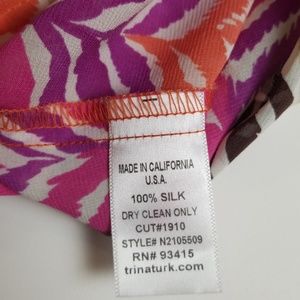 MADE IN CALIFORNIA
U.S.A.
100% SILK
DRY CLEAN ONLY
CUT#1910
STYLE# N2105509
RN# 93415
trinaturk.com